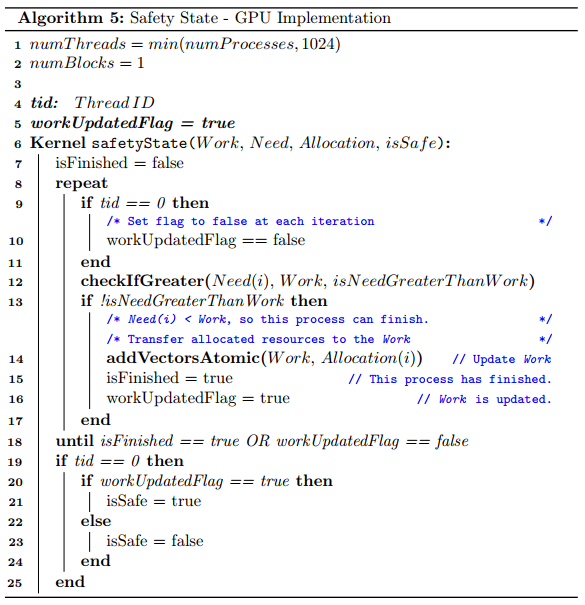 Algorithm 5: Safety State - GPU Implementation
1 numThreads = min(numProcesses, 1024)
2 numBlocks = 1
3
4 tid: ThreadID
5 workUpdatedFlag = true
6 Kernel safetyState(Work, Need, Allocation, isSafe):
7 isFinished = false
8 repeat
9 if tid == 0 then
/* Set flag to false at each iteration */
10 workUpdatedFlag == false
11 end
12 checkIfGreater(Need(i), Work, isNeedGreaterThanWork)
13 if !isNeedGreaterThanWork then
/* Need(i) < Work, so this process can finish. */
/* Transfer allocated resources to the Work */
14 addVectorsAtomic(Work, Allocation(i)) // Update Work
15 isFinished = true // This process has finished.
16 workUpdatedFlag = true // Work is updated.
17 end
18 until isFinished == true OR workUpdatedFlag == false
19 if tid == 0 then
20 if workUpdatedFlag == true then
21 isSafe = true
22 else
23 isSafe = false
24 end
25 end